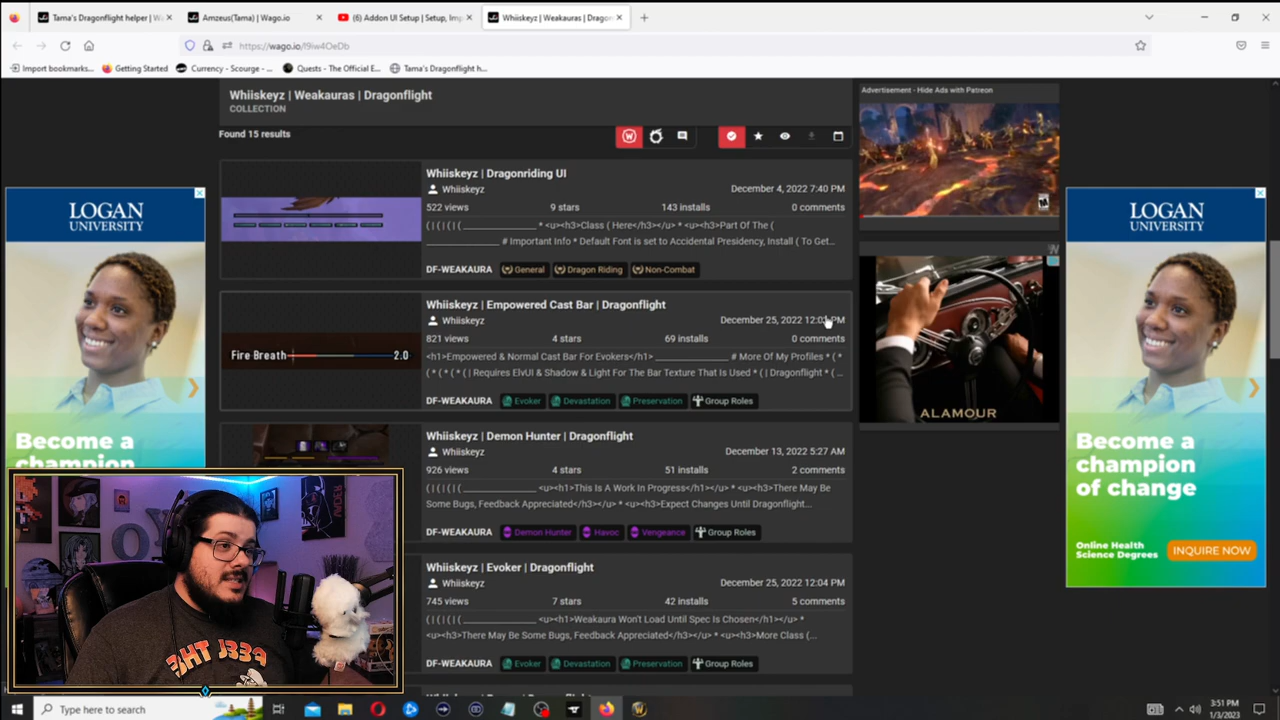 Tama's Dragonflight helper | W
Amzeus(Tama) | Wago.io
(6) Addon UI Setup | Setup, Im
Whiiskeyz | Weakauras | Dragon
https://wago.io/l9iw4OeDb
Import bookmarks...
Getting Started
Currency - Scourge - ...
Quests - The Official E...
Tama's Dragonflight h...
Whiiskeyz | Weakauras | Dragonflight
COLLECTION
Found 15 results
Whiiskeyz | Dragonriding UI
Whiiskeyz
December 4, 2022 7:40 PM
522 views 9 stars 143 installs 0 comments
( | ( | ( | ( ______________ * <u><h3>Class ( Here</h3></u> * <u><h3>Part Of The (
______________ # Important Info * Default Font is set to Accidental Presidency, Install ( To Get...
DF-WEAKAURA General Dragon Riding Non-Combat
Fire Breath 2.0
Whiiskeyz | Empowered Cast Bar | Dragonflight
Whiiskeyz
December 25, 2022 12:03 PM
821 views 4 stars 69 installs 0 comments
<h1>Empowered & Normal Cast Bar For Evokers</h1> ______________ # More Of My Profiles * ( *
( * ( * ( * ( | Requires ElvUI & Shadow & Light For The Bar Texture That Is Used * ( | Dragonflight * ( ...
DF-WEAKAURA Evoker Devastation Preservation Group Roles
Whiiskeyz | Demon Hunter | Dragonflight
Whiiskeyz
December 13, 2022 5:27 AM
926 views 4 stars 51 installs 2 comments
( | ( | ( | ( ______________ <u><h1>This Is A Work In Progress</h1></u> * <u><h3>There May Be
Some Bugs, Feedback Appreciated</h3></u> * <u><h3>Expect Changes Until Dragonflight...
DF-WEAKAURA Demon Hunter Havoc Vengeance Group Roles
Whiiskeyz | Evoker | Dragonflight
Whiiskeyz
December 25, 2022 12:04 PM
745 views 7 stars 42 installs 5 comments
( | ( | ( | ( ______________ <u><h1>Weakaura Won't Load Until Spec Is Chosen</h1></u> *
<u><h3>There May Be Some Bugs, Feedback Appreciated</h3></u> * <u><h3>More Class (...
DF-WEAKAURA Evoker Devastation Preservation Group Roles
Advertisement - Hide Ads with Patreon
ALAMOUR
LOGAN
UNIVERSITY
Become a
champion
LOGAN
UNIVERSITY
Become a
champion
of change
Online Health
Science Degrees
INQUIRE NOW
Type here to search
3:51 PM
1/3/2023